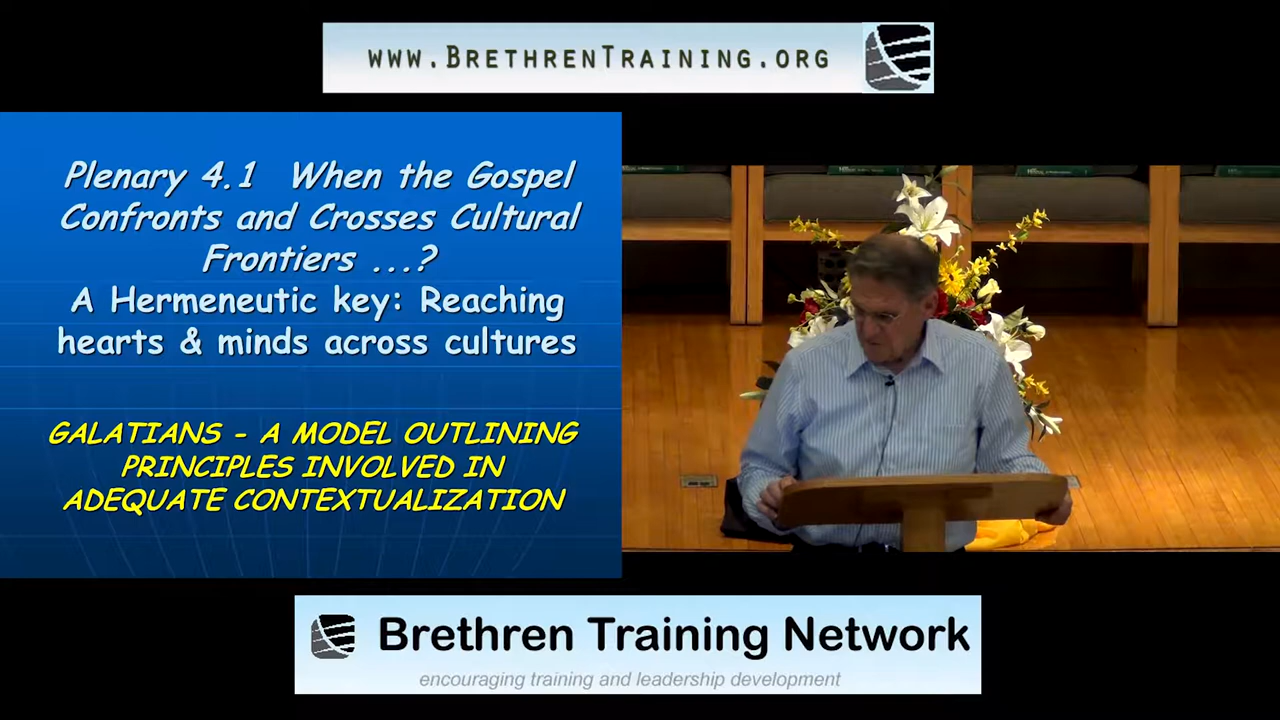 www.BrethrenTraining.org
Plenary 4.1 When the Gospel
Confronts and Crosses Cultural
Frontiers ...?
A Hermeneutic key: Reaching
hearts & minds across cultures
GALATIANS - A MODEL OUTLINING
PRINCIPLES INVOLVED IN
ADEQUATE CONTEXTUALIZATION
Brethren Training Network
encouraging training and leadership development